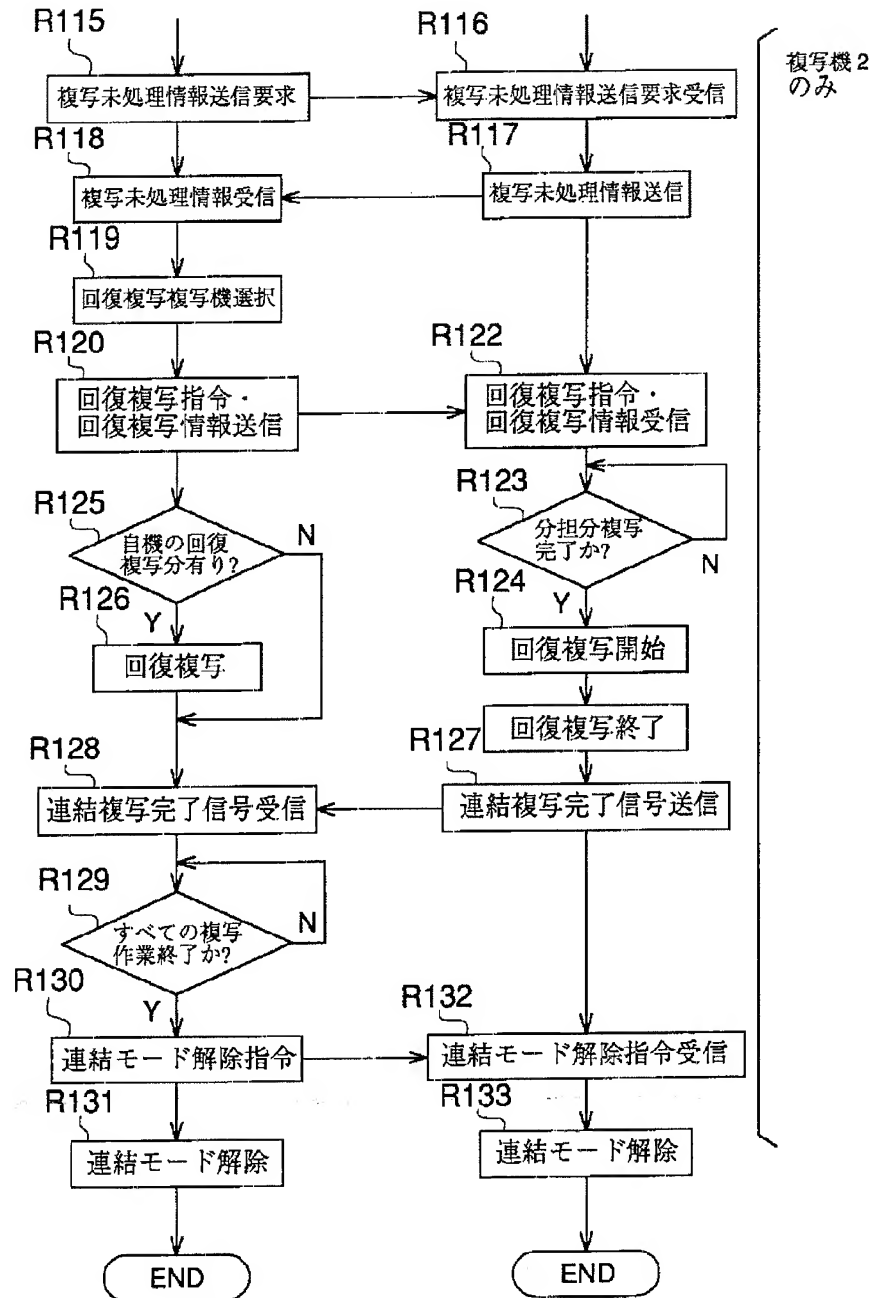 R115
R116
複写機2
のみ
複写未処理情報送信要求
複写未処理情報送信要求受信
R118
R117
複写未処理情報受信
複写未処理情報送信
R119
回復複写複写機選択
R120
R122
回復複写指令・
回復複写情報送信
回復複写指令・
回復複写情報受信
R125
R123
自機の回復
複写分有り?
N
分担分複写
完了か?
N
R126
Y
R124
Y
回復複写
回復複写開始
回復複写終了
R128
R127
連結複写完了信号受信
連結複写完了信号送信
R129
すべての複写
作業終了か?
N
R130
Y
R132
連結モード解除指令
連結モード解除指令受信
R131
R133
連結モード解除
連結モード解除
END
END